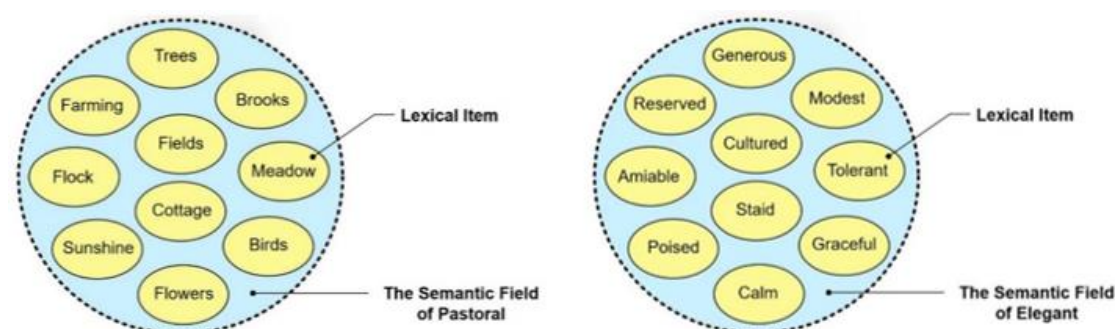 Trees
Farming
Brooks
Fields
Flock
Meadow
Cottage
Sunshine
Birds
Flowers
Lexical Item
The Semantic Field
of Pastoral
Generous
Reserved
Modest
Cultured
Amiable
Tolerant
Staid
Poised
Graceful
Calm
Lexical Item
The Semantic Field
of Elegant